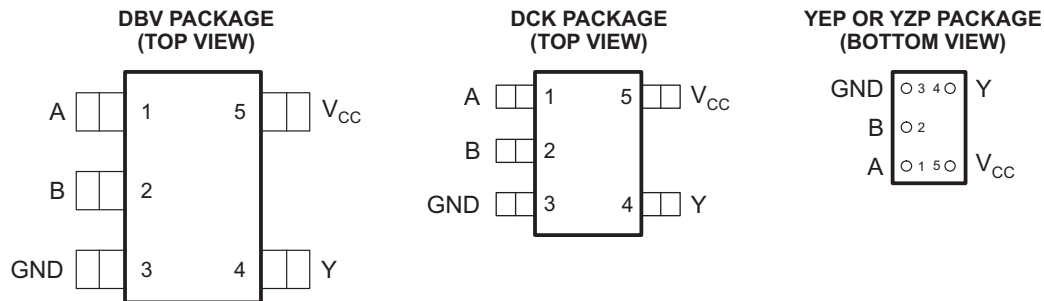 DBV PACKAGE
(TOP VIEW)
A 1 5 VCC
B 2
GND 3 4 Y
DCK PACKAGE
(TOP VIEW)
A 1 5 VCC
B 2
GND 3 4 Y
YEP OR YZP PACKAGE
(BOTTOM VIEW)
GND 3 4 Y
B 2
A 1 5 VCC